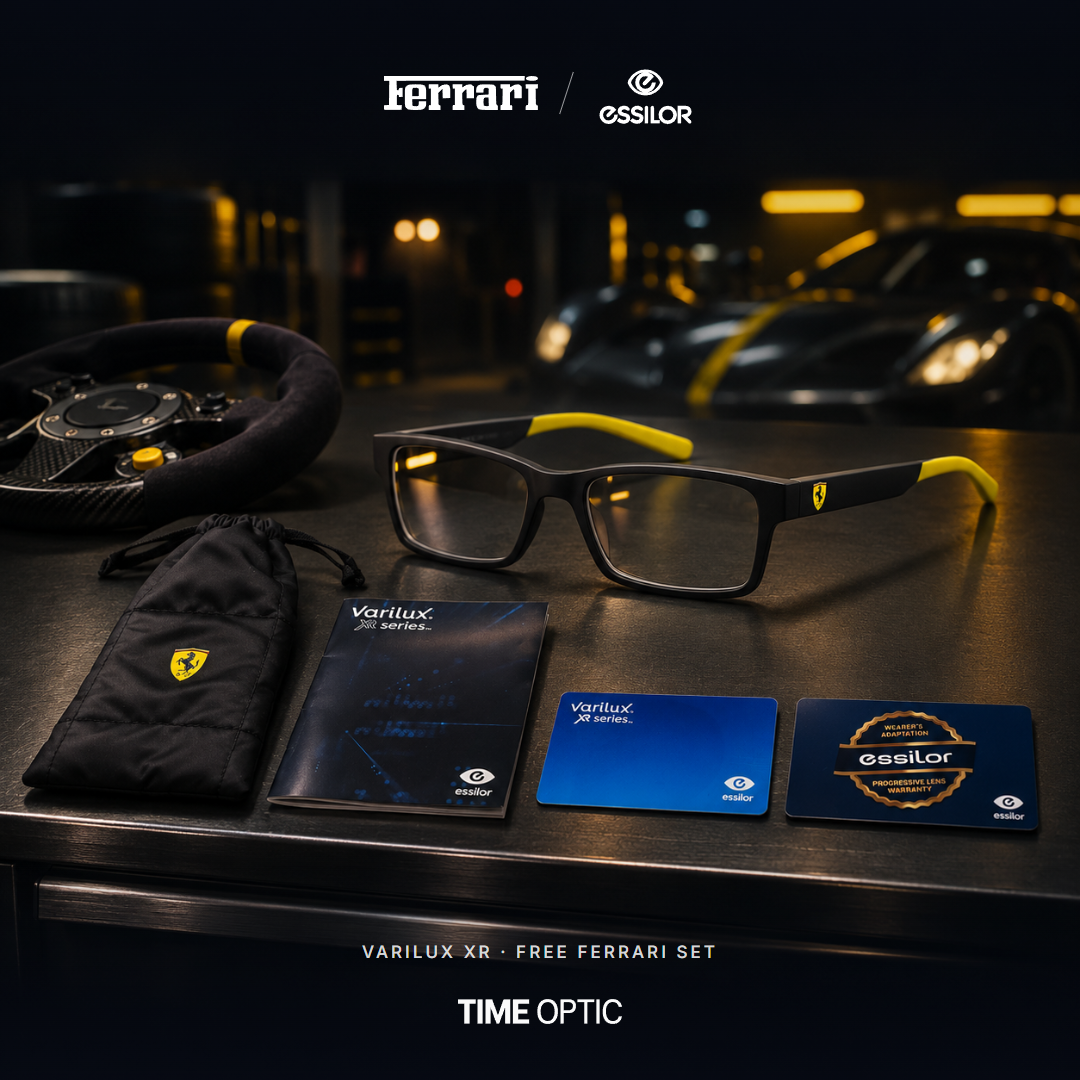 Ferrari
essilor
Varilux
XR series
essilor
Varilux
XR series
essilor
WEARER'S
ADAPTATION
essilor
PROGRESSIVE LENS
WARRANTY
essilor
VARILUX XR · FREE FERRARI SET
TIME OPTIC